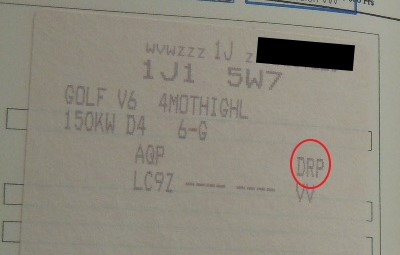 WVWZZZ 1J Z
1J1 5W7
GOLF V6 4MOTHIGHL
150KW D4 6-G
AQP DRP
LC9Z ---- ---- VV